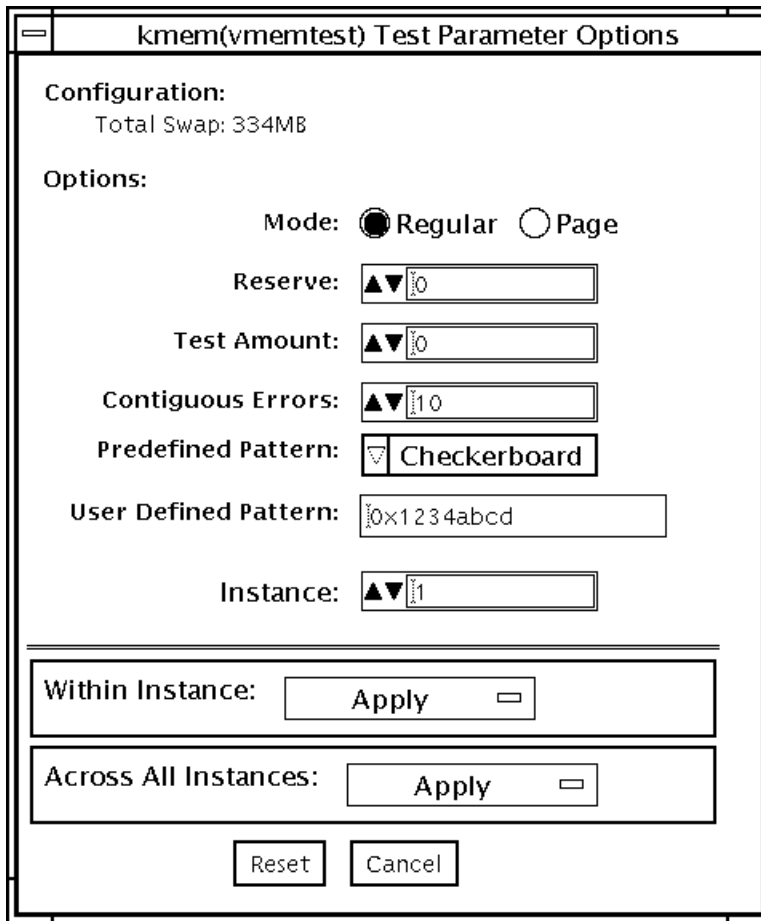 kmem(vmemtest) Test Parameter Options
Configuration:
Total Swap: 334MB
Options:
Mode: Regular Page
Reserve: 0
Test Amount: 0
Contiguous Errors: 10
Predefined Pattern: Checkerboard
User Defined Pattern: 0x1234abcd
Instance: 1
Within Instance: Apply
Across All Instances: Apply
Reset Cancel